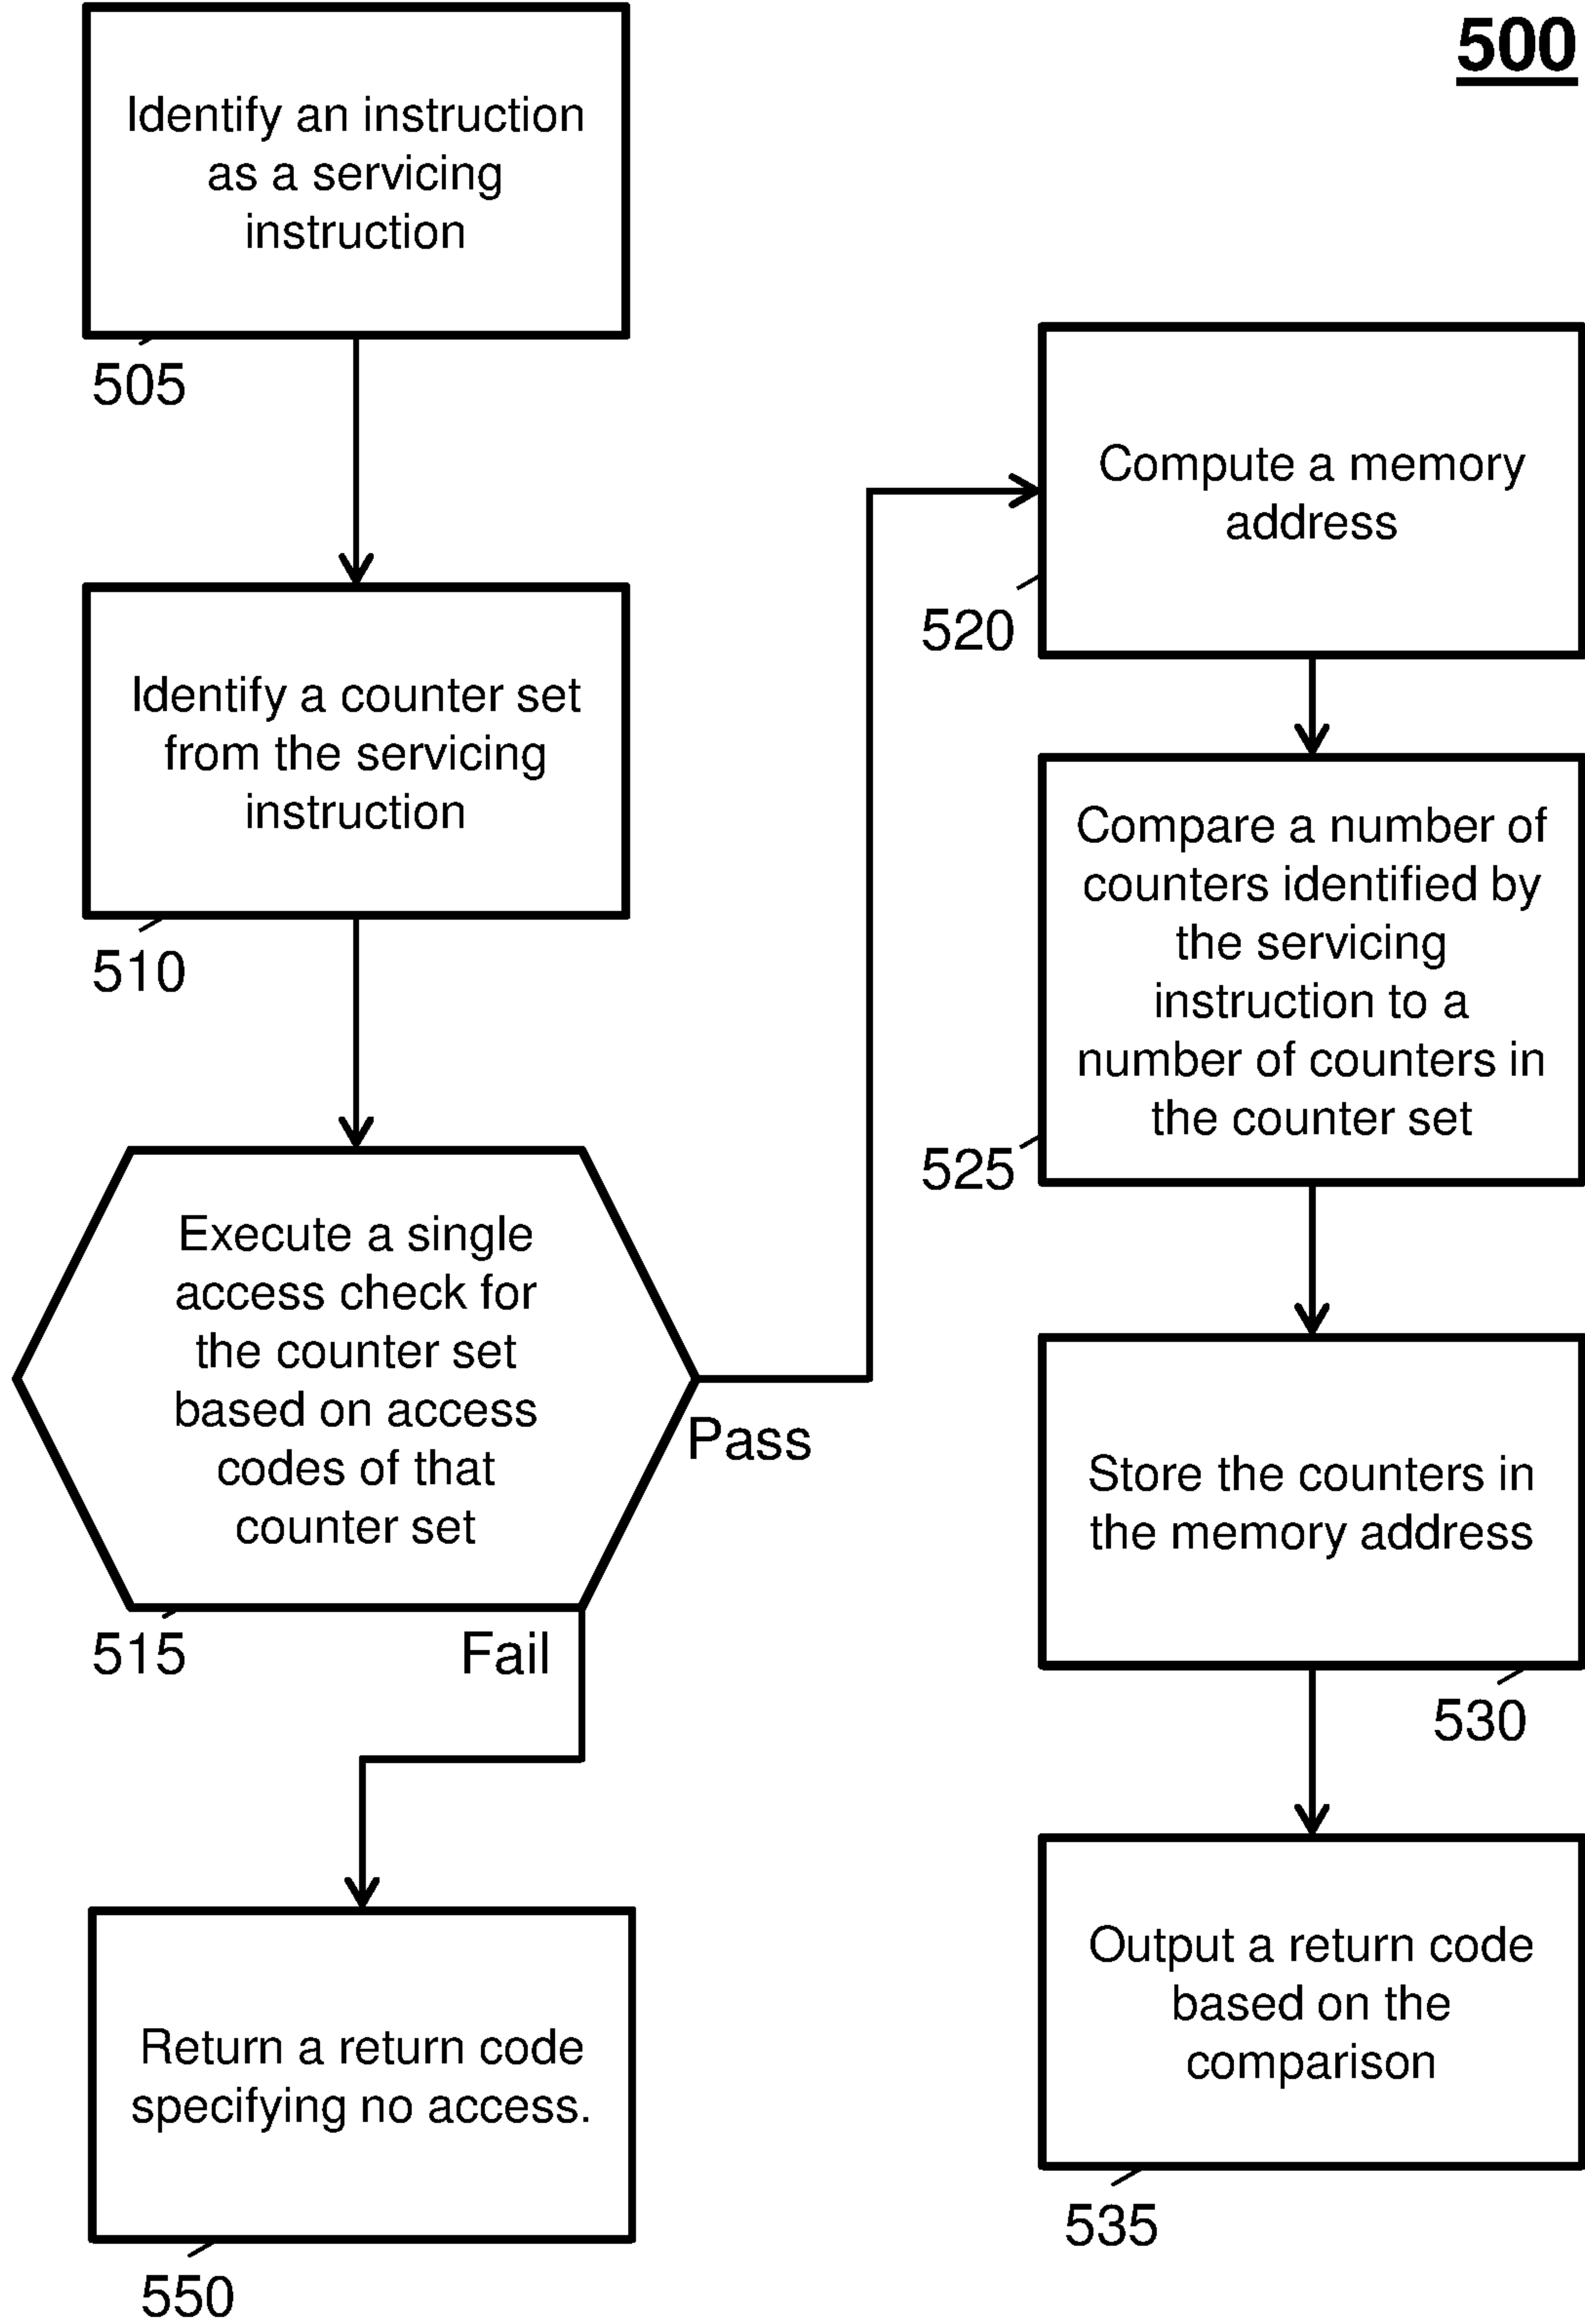 500
Identify an instruction
as a servicing
instruction
505
Identify a counter set
from the servicing
instruction
510
Execute a single
access check for
the counter set
based on access
codes of that
counter set
Pass
515
Fail
Return a return code
specifying no access.
550
Compute a memory
address
520
Compare a number of
counters identified by
the servicing
instruction to a
number of counters in
the counter set
525
Store the counters in
the memory address
530
Output a return code
based on the
comparison
535